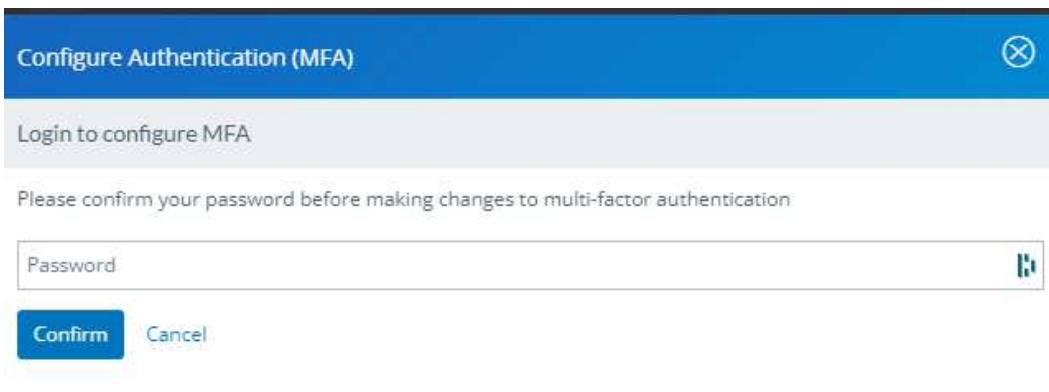 Configure Authentication (MFA)
Login to configure MFA
Please confirm your password before making changes to multi-factor authentication
Password
Confirm Cancel